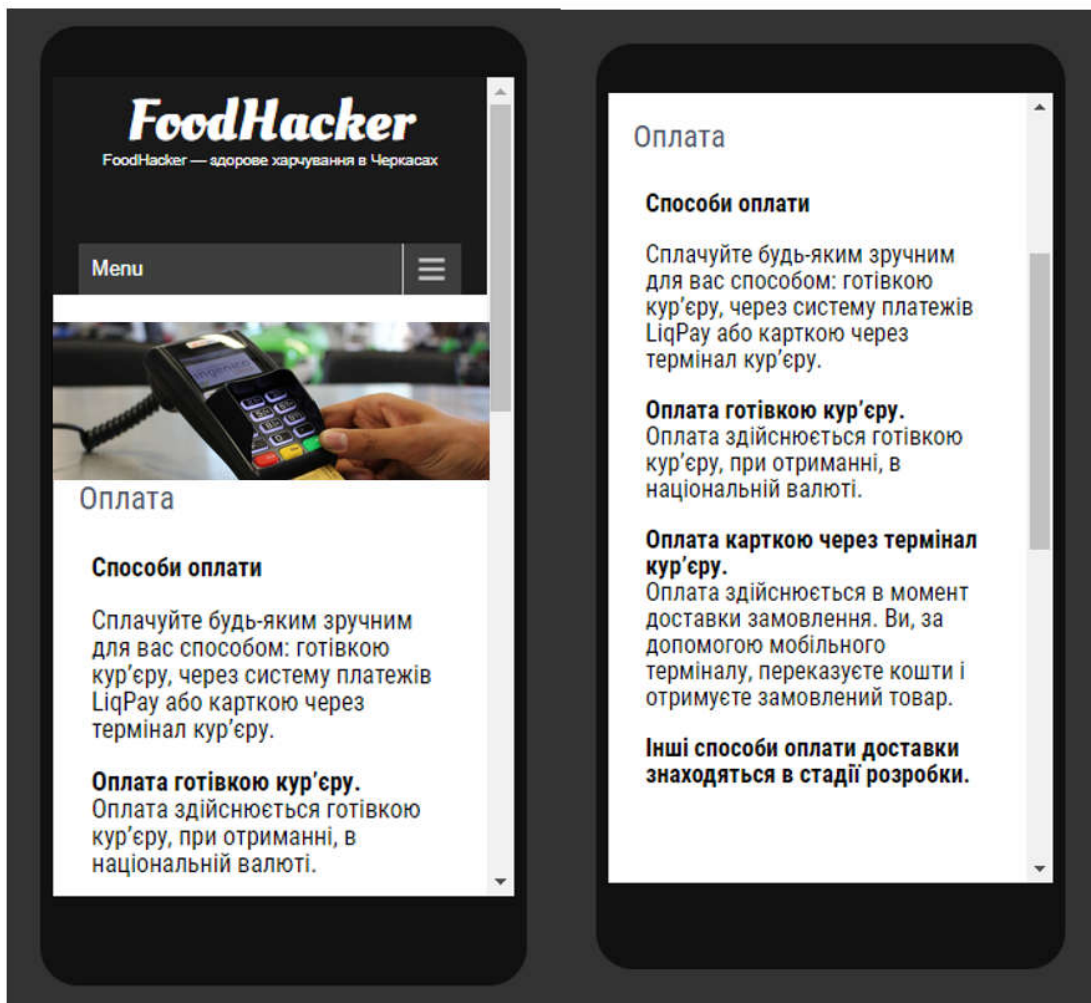 FoodHacker
FoodHacker — здорове харчування в Черкасах
Menu
ingenico
Оплата
Способи оплати
Сплачуйте будь-яким зручним
для вас способом: готівкою
кур’єру, через систему платежів
LiqPay або карткою через
термінал кур’єру.
Оплата готівкою кур’єру.
Оплата здійснюється готівкою
кур’єру, при отриманні, в
національній валюті.
Оплата
Способи оплати
Сплачуйте будь-яким зручним
для вас способом: готівкою
кур’єру, через систему платежів
LiqPay або карткою через
термінал кур’єру.
Оплата готівкою кур’єру.
Оплата здійснюється готівкою
кур’єру, при отриманні, в
національній валюті.
Оплата карткою через термінал
кур’єру.
Оплата здійснюється в момент
доставки замовлення. Ви, за
допомогою мобільного
терміналу, переказуєте кошти і
отримуєте замовлений товар.
Інші способи оплати доставки
знаходяться в стадії розробки.